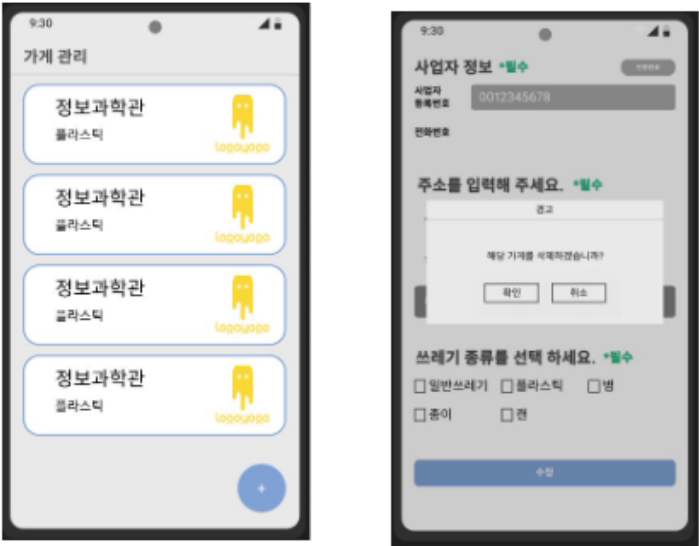 9:30
가게 관리
정보과학관
플라스틱
logoyogo
정보과학관
플라스틱
logoyogo
정보과학관
플라스틱
logoyogo
정보과학관
플라스틱
logoyogo
+
9:30
사업자 정보 *필수
사업자
등록번호
0012345678
전화번호
주소를 입력해 주세요. *필수
경고
해당 가게를 삭제하겠습니까?
확인
취소
쓰레기 종류를 선택 하세요. *필수
일반쓰레기 플라스틱 병
종이 캔
수정